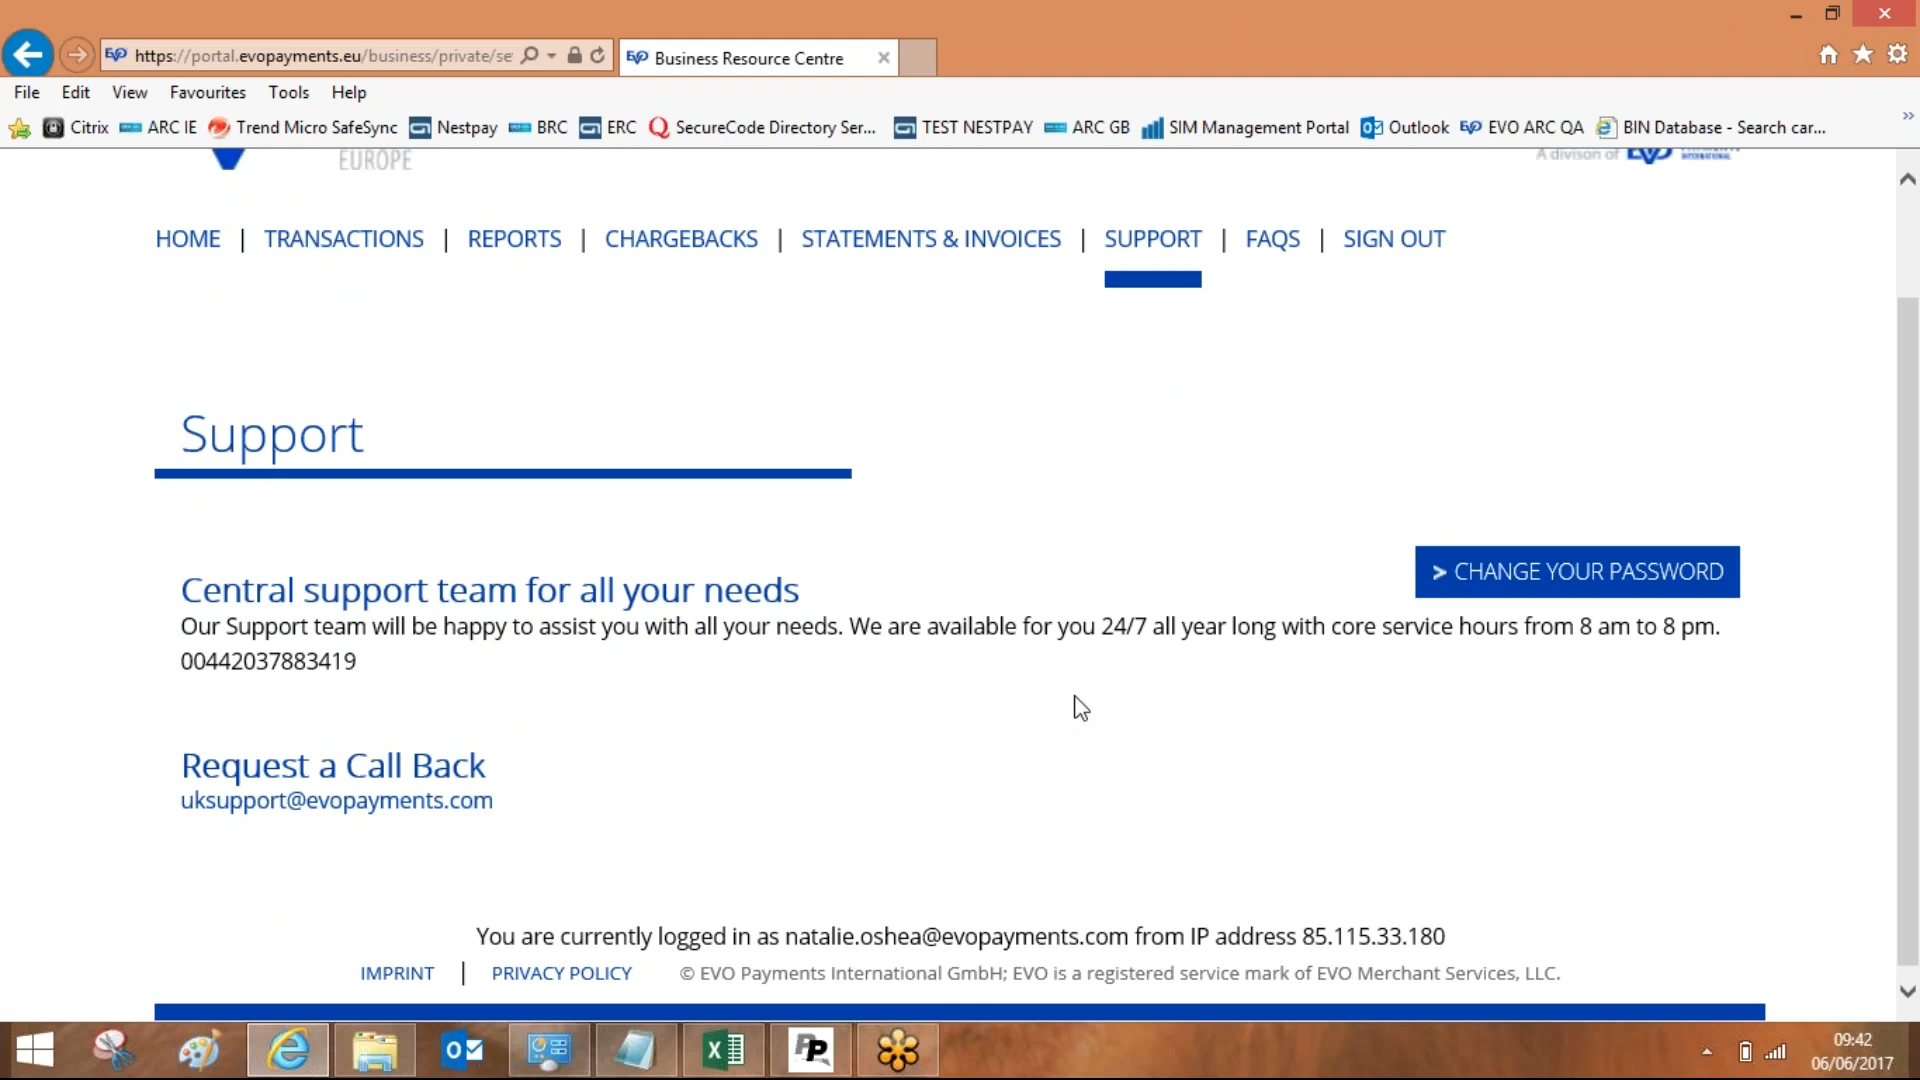 https://portal.evopayments.eu/business/private/se
Business Resource Centre
File Edit View Favourites Tools Help
Citrix ARC IE Trend Micro SafeSync Nestpay BRC ERC SecureCode Directory Ser... TEST NESTPAY ARC GB SIM Management Portal Outlook EVO ARC QA BIN Database - Search car...
EUROPE
A divison of EVO
HOME | TRANSACTIONS | REPORTS | CHARGEBACKS | STATEMENTS & INVOICES | SUPPORT | FAQS | SIGN OUT
Support
> CHANGE YOUR PASSWORD
Central support team for all your needs
Our Support team will be happy to assist you with all your needs. We are available for you 24/7 all year long with core service hours from 8 am to 8 pm.
00442037883419
Request a Call Back
uksupport@evopayments.com
You are currently logged in as natalie.oshea@evopayments.com from IP address 85.115.33.180
IMPRINT | PRIVACY POLICY © EVO Payments International GmbH; EVO is a registered service mark of EVO Merchant Services, LLC.
09:42
06/06/2017